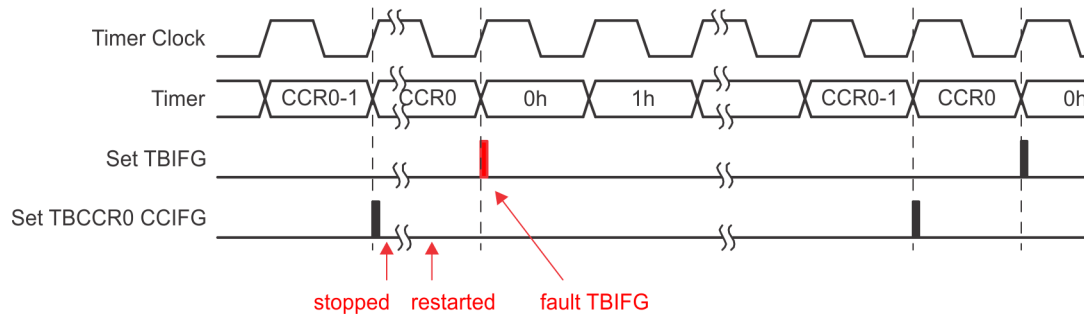 Timer Clock
Timer CCR0-1 CCR0 0h 1h CCR0-1 CCR0 0h
Set TBIFG
Set TBCCR0 CCIFG
stopped restarted fault TBIFG